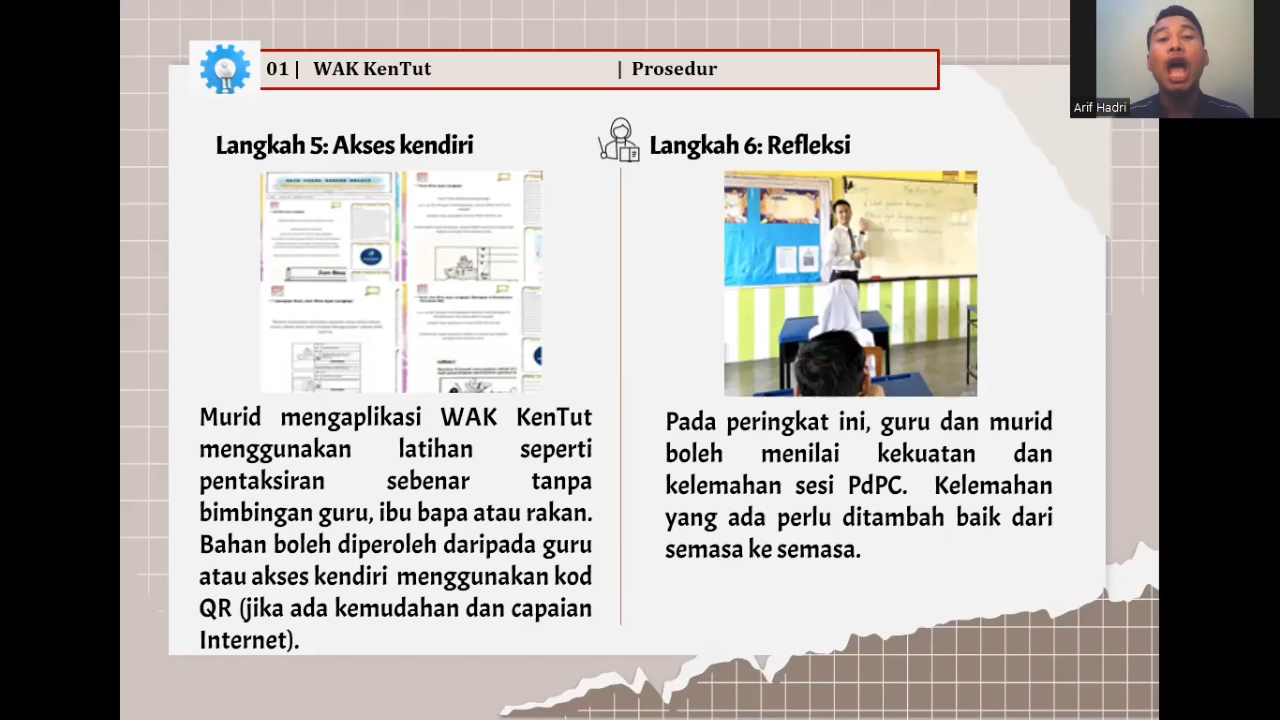 01 | WAK KenTut | Prosedur
Arif Hadri
Langkah 5: Akses kendiri
Murid mengaplikasi WAK KenTut
menggunakan latihan seperti
pentaksiran sebenar tanpa
bimbingan guru, ibu bapa atau rakan.
Bahan boleh diperoleh daripada guru
atau akses kendiri menggunakan kod
QR (jika ada kemudahan dan capaian
Internet).
Langkah 6: Refleksi
Pada peringkat ini, guru dan murid
boleh menilai kekuatan dan
kelemahan sesi PdPC. Kelemahan
yang ada perlu ditambah baik dari
semasa ke semasa.